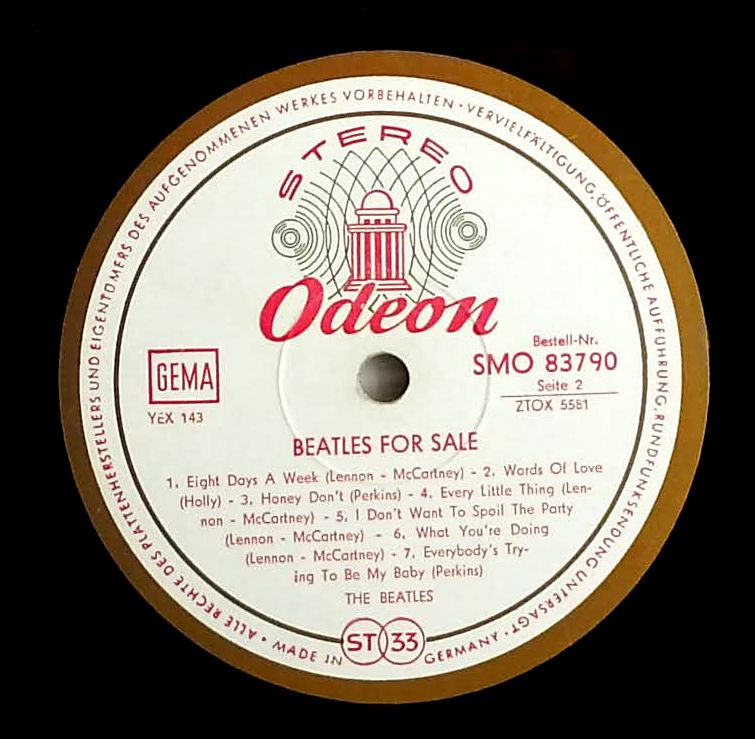 ALLE RECHTE DES PLATTENHERSTELLERS UND EIGENTÜMERS DES AUFGENOMMENEN WERKES VORBEHALTEN · VERVIELFÄLTIGUNG, ÖFFENTLICHE AUFFÜHRUNG, RUNDFUNKSENDUNG UNTERSAGT ·
STEREO
Odeon
Bestell-Nr.
SMO 83790
Seite 2
ZTOX 5581
GEMA
YEX 143
BEATLES FOR SALE
1. Eight Days A Week (Lennon - McCartney) - 2. Words Of Love
(Holly) - 3. Honey Don't (Perkins) - 4. Every Little Thing (Len-
non - McCartney) - 5. I Don't Want To Spoil The Party
(Lennon - McCartney) - 6. What You're Doing
(Lennon - McCartney) - 7. Everybody's Try-
ing To Be My Baby (Perkins)
THE BEATLES
MADE IN GERMANY
ST 33